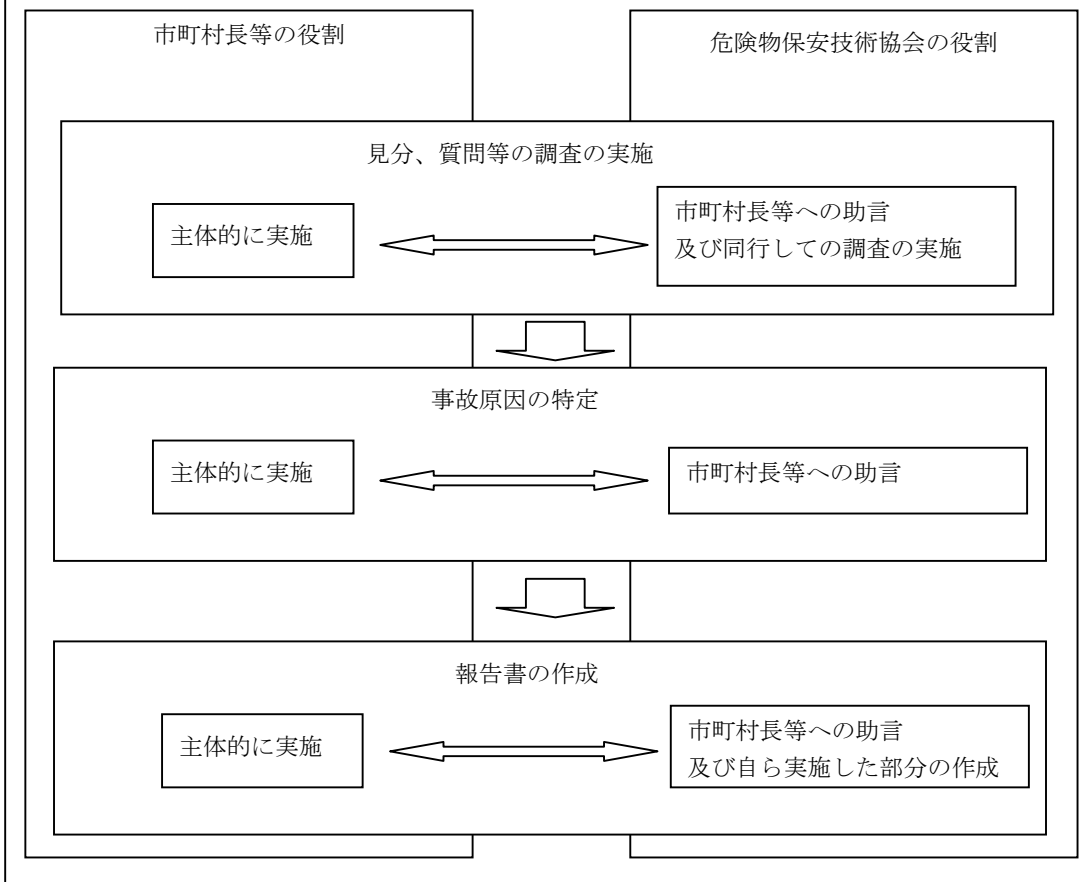 市町村長等の役割
危険物保安技術協会の役割
見分、質問等の調査の実施
主体的に実施
市町村長等への助言
及び同行しての調査の実施
事故原因の特定
主体的に実施
市町村長等への助言
報告書の作成
主体的に実施
市町村長等への助言
及び自ら実施した部分の作成